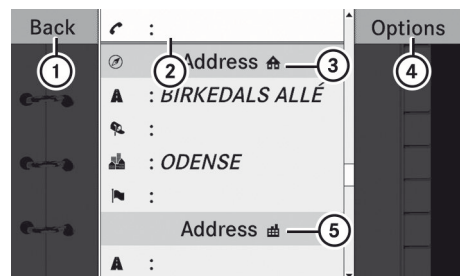 Back
:
Options
1
2
Address
3
4
: BIRKEDALS ALLÉ
:
: ODENSE
:
Address
5
: